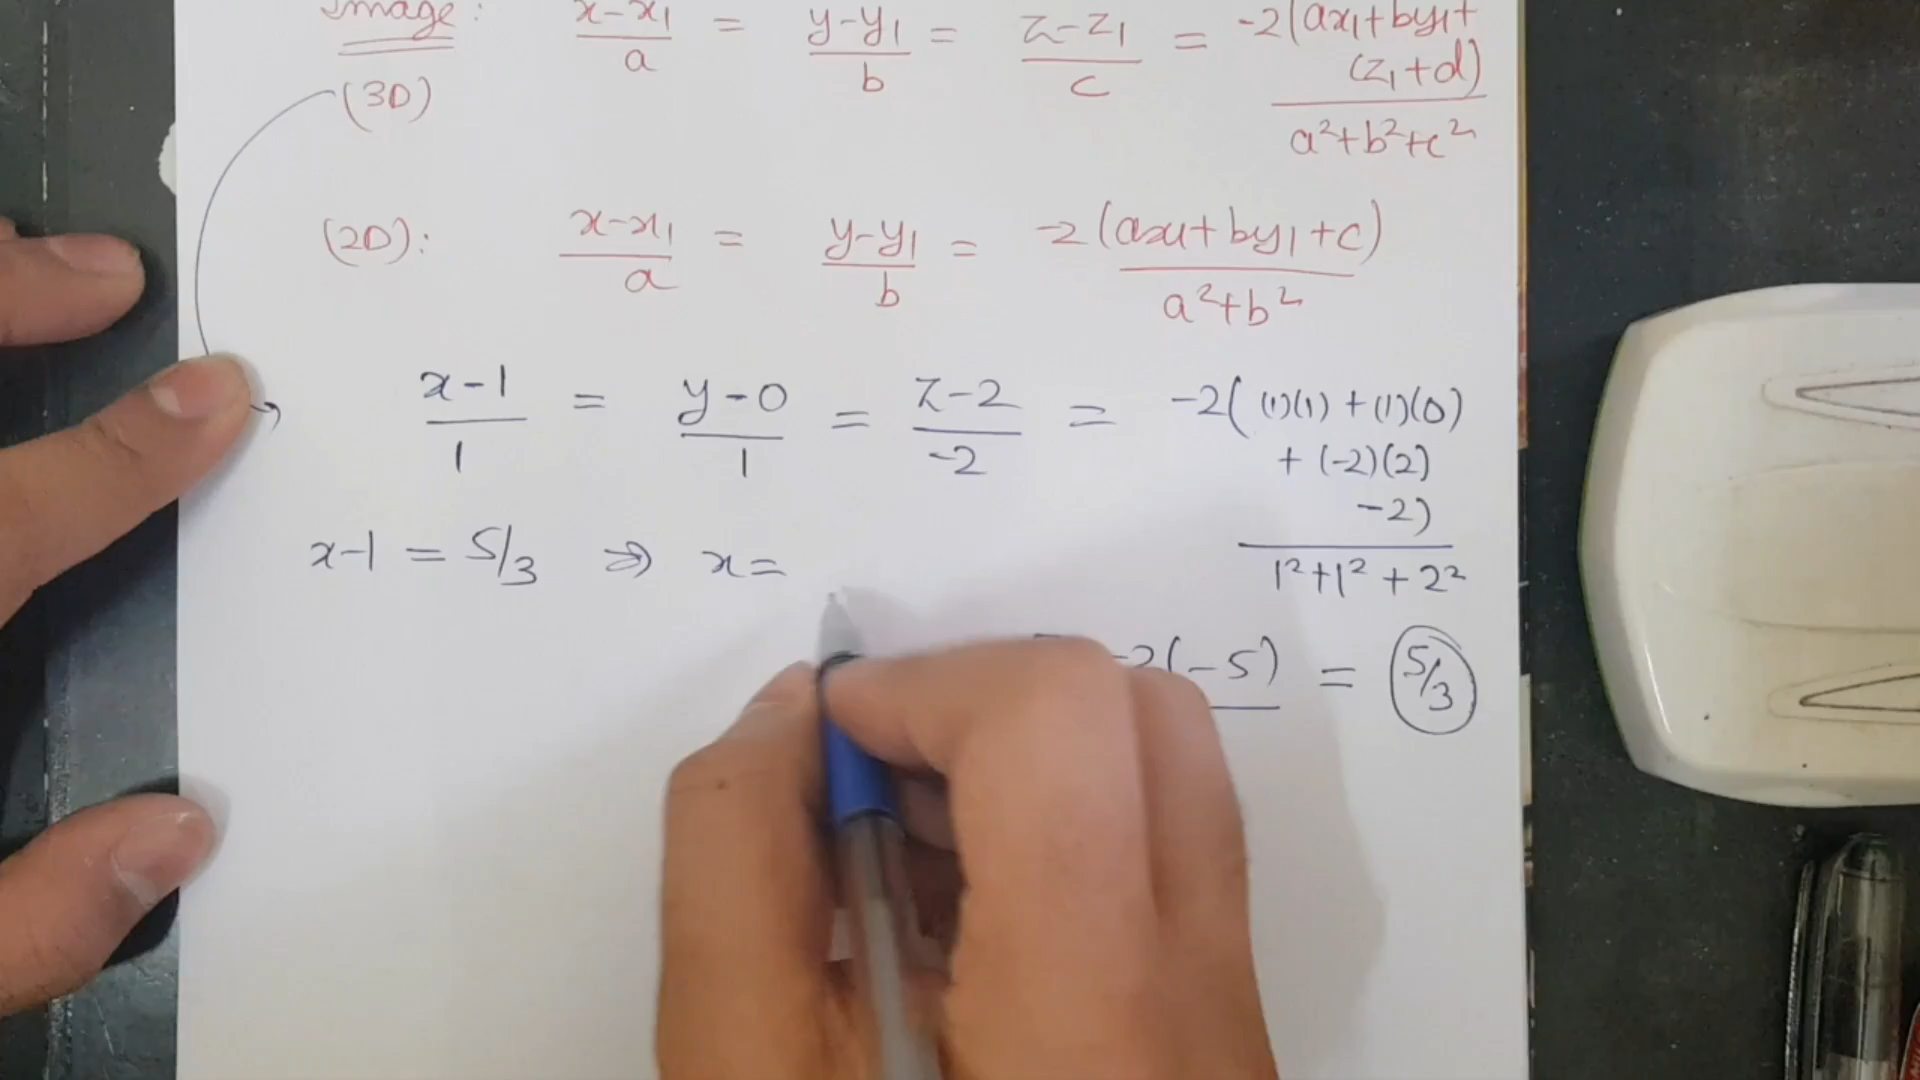 Image: x-x₁/a = y-y₁/b = z-z₁/c = -2(ax₁+by₁+cz₁+d)/a²+b²+c²
(3D)
(2D): x-x₁/a = y-y₁/b = -2(ax₁+by₁+c)/a²+b²
x-1/1 = y-0/1 = z-2/-2 = -2((1)(1)+(1)(0)+(-2)(2)-2)/1²+1²+2²
x-1 = 5/3 ⇒ x=
-2(-5) = 5/3